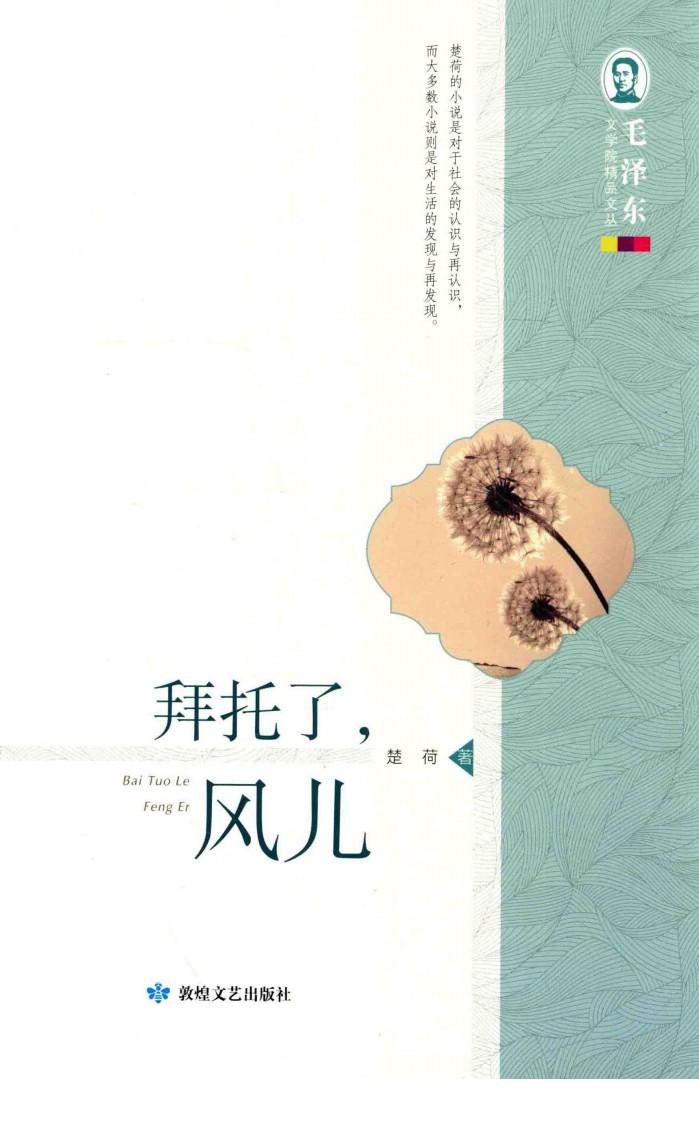 毛泽东
文学院精品文丛
楚荷的小说是对于社会的认识与再认识，
而大多数小说则是对生活的发现与再发现。
拜托了，
Bai Tuo Le
楚荷 著
Feng Er
风儿
敦煌文艺出版社